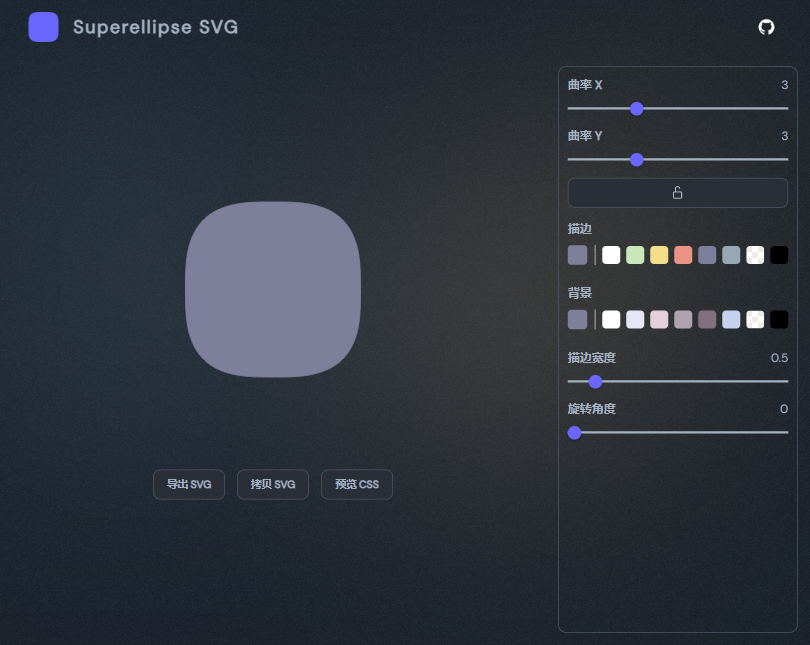 Superellipse SVG
曲率 X 3
曲率 Y 3
描边
背景
描边宽度 0.5
旋转角度 0
导出 SVG 拷贝 SVG 预览 CSS